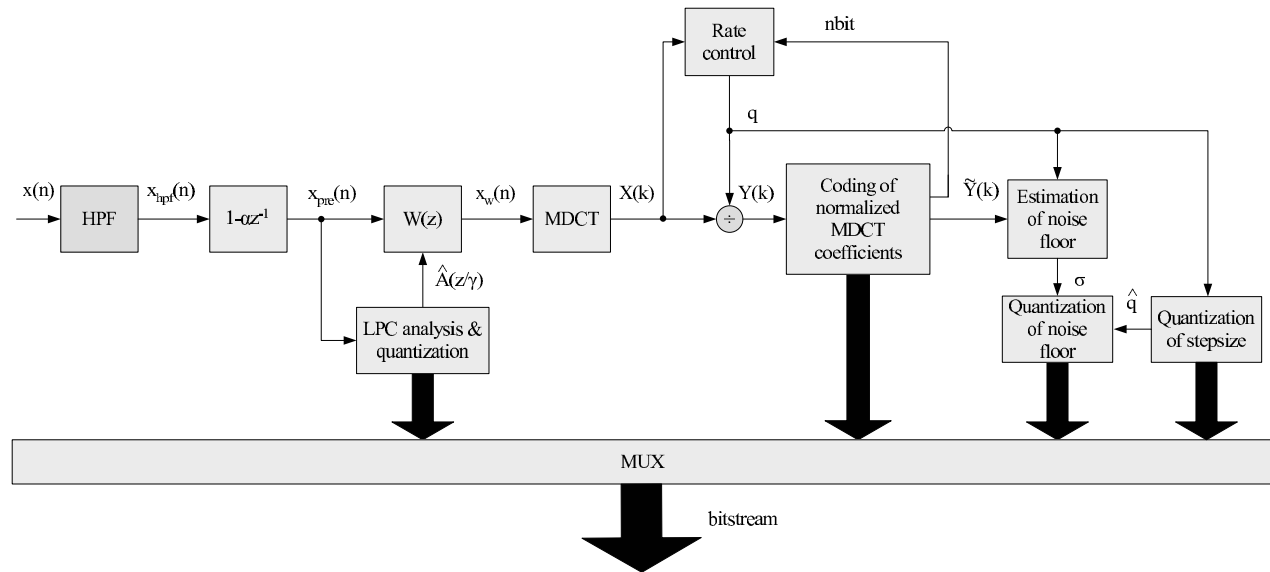 Rate
control
nbit
q
x(n)
HPF
x_hpf(n)
1-αz⁻¹
x_pre(n)
W(z)
x_w(n)
MDCT
X(k)
÷
Y(k)
Coding of
normalized
MDCT
coefficients
Ỹ(k)
Estimation
of noise
floor
Â(z/γ)
σ
LPC analysis &
quantization
Quantization
of noise
floor
q̂
Quantization
of stepsize
MUX
bitstream